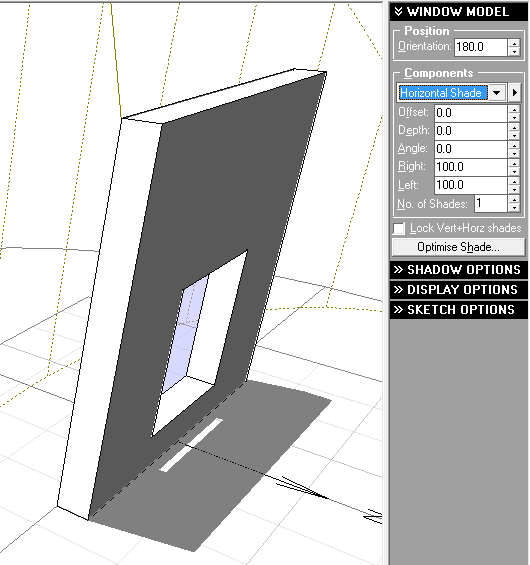 WINDOW MODEL
Position
Orientation: 180.0
Components
Horizontal Shade
Offset: 0.0
Depth: 0.0
Angle: 0.0
Right: 100.0
Left: 100.0
No. of Shades: 1
Lock Vert+Horz shades
Optimise Shade...
SHADOW OPTIONS
DISPLAY OPTIONS
SKETCH OPTIONS